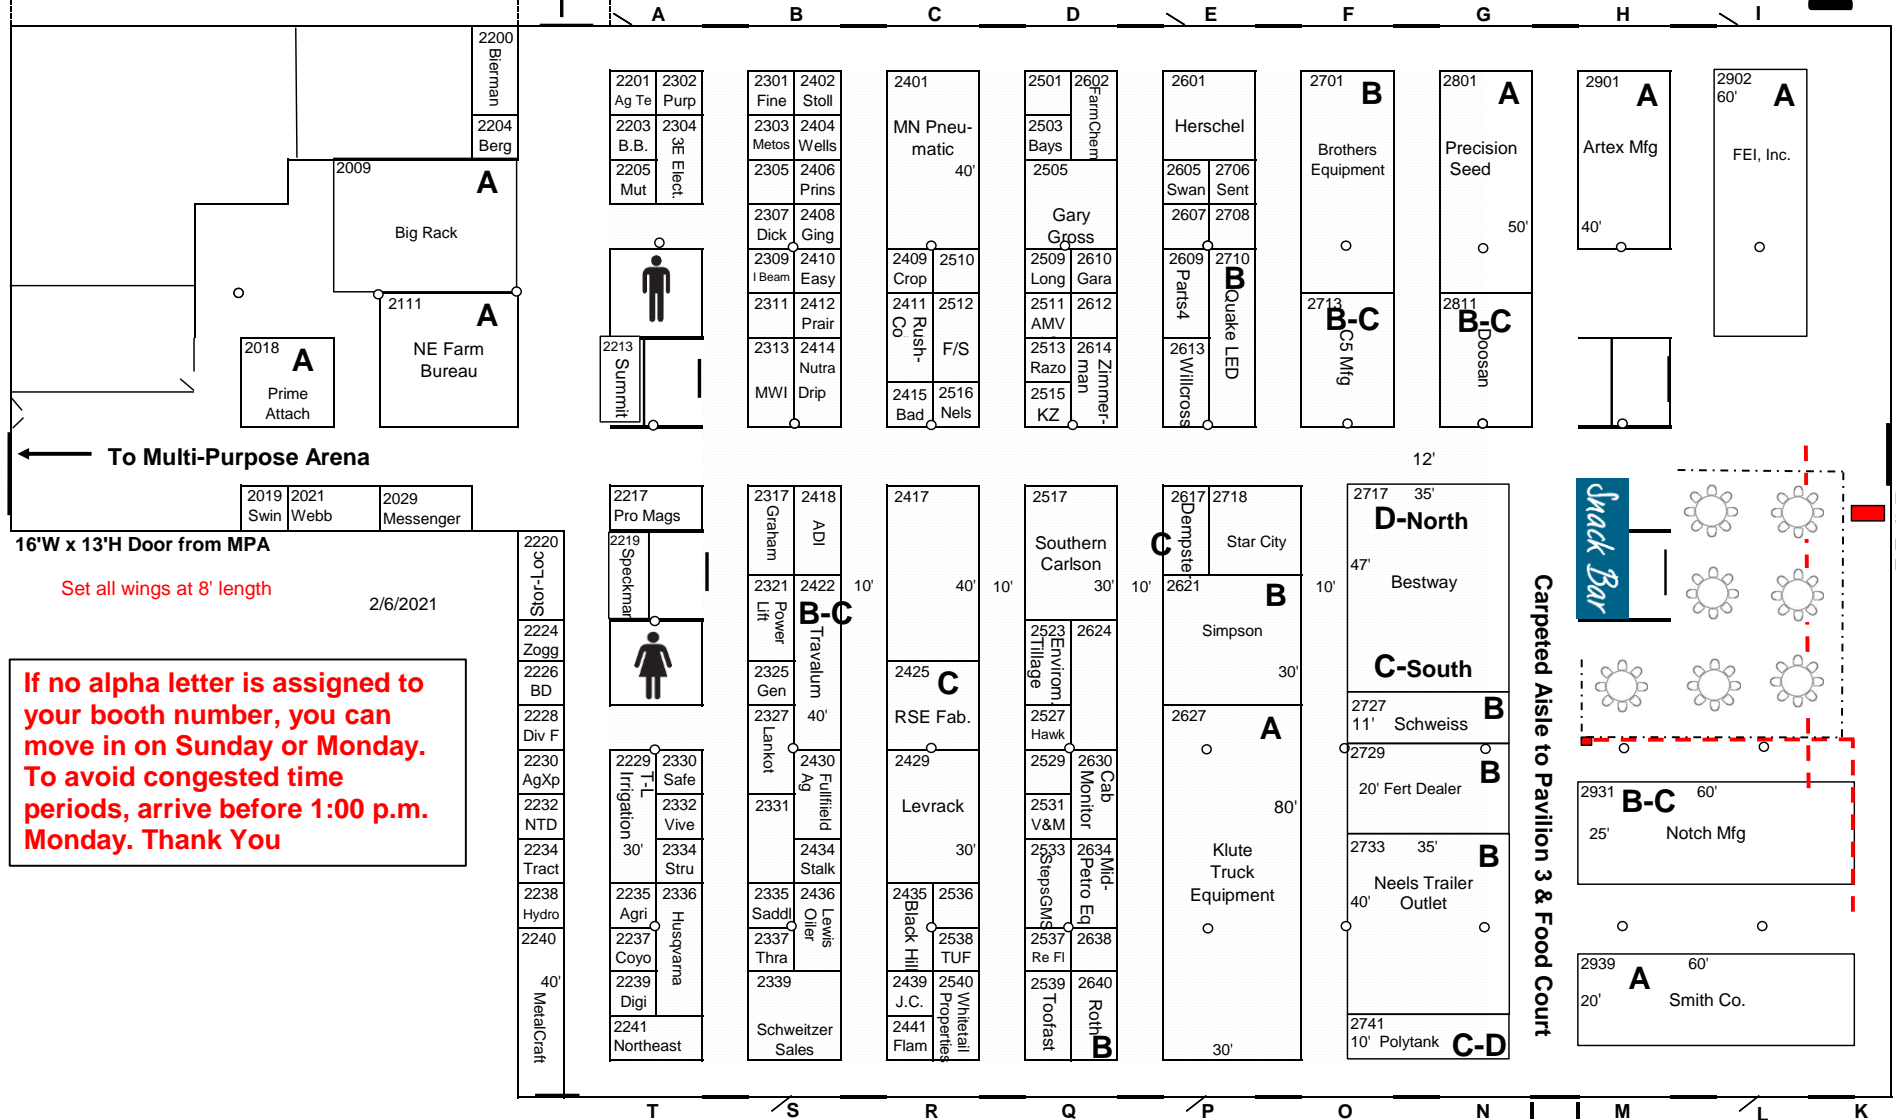 A B C D E F G H I
2200
Bierman
2204
Berg
2201
Ag Te
2302
Purp
2203
B.B.
2304
3E Elect.
2205
Mut
2301
Fine
2402
Stoll
2303
Metos
2404
Wells
2305
2406
Prins
2307
Dick
2408
Ging
2309
I Beam
2410
Easy
2311
2412
Prair
2313
MWI
2414
Nutra
Drip
2401
MN Pneu-
matic
40'
2409
Crop
2510
2411
Rush-
Co
2512
F/S
2415
Bad
2516
Nels
2501
2602
FarmChem
2503
Bays
2505
Gary
Gross
2509
Long
2610
Gara
2511
AMV
2612
2513
Razo
2614
Zimmer-
man
2515
KZ
2601
Herschel
2605
Swan
2706
Sent
2607
2708
2609
Parts4
2710
B
Quake LED
2613
Willcross
2701
B
Brothers
Equipment
2713
B-C
C5 Mfg
2801
A
Precision
Seed
50'
2811
B-C
Doosan
2901
A
Artex Mfg
40'
2902
60'
A
FEI, Inc.
2009
A
Big Rack
2111
A
NE Farm
Bureau
2018
A
Prime
Attach
2213
Summit
To Multi-Purpose Arena
12'
2019
Swin
2021
Webb
2029
Messenger
16'W x 13'H Door from MPA
Set all wings at 8' length
2/6/2021
If no alpha letter is assigned to
your booth number, you can
move in on Sunday or Monday.
To avoid congested time
periods, arrive before 1:00 p.m.
Monday. Thank You
2220
Stor-Loc
2224
Zogg
2226
BD
2228
Div F
2230
AgXp
2232
NTD
2234
Tract
2238
Hydro
2240
40'
MetalCraft
2217
Pro Mags
2219
Speckman
2229
T-L
Irrigation
30'
2330
Safe
2332
Vive
2334
Stru
2235
Agri
2336
Husqvarna
2237
Coyo
2239
Digi
2241
Northeast
2317
Graham
2418
ADI
2321
Power
Lift
2422
B-C
Travalum
40'
2325
Gen
2327
Lankot
2430
Fullfield
Ag
2331
2434
Stalk
2335
Saddl
2436
Lewis
Oiler
2337
Thra
2339
Schweitzer
Sales
10'
2417
40'
2425
C
RSE Fab.
2429
Levrack
30'
2435
Black Hill
2536
2538
TUF
2439
J.C.
2540
Whitetail
Properties
2441
Flam
10'
2517
Southern
Carlson
30'
2523
Envirom.
Tillage
2624
2527
Hawk
2529
2630
Cab
Monitor
2531
V&M
2533
StepsGMS
2634
Mid-
Petro Eq
2537
Re Fl
2638
2539
Toofast
2640
Roth
B
10'
2617
C
Dempste
2718
Star City
2621
B
Simpson
30'
2627
A
80'
Klute
Truck
Equipment
30'
10'
2717 35'
D-North
47'
Bestway
C-South
2727
11' Schweiss
B
2729
B
20' Fert Dealer
2733 35'
B
Neels Trailer
Outlet
40'
2741
10' Polytank
C-D
Carpeted Aisle to Pavilion 3 & Food Court
Snack Bar
2931
B-C
60'
25'
Notch Mfg
2939
A
60'
20'
Smith Co.
T S R Q P O N M L K